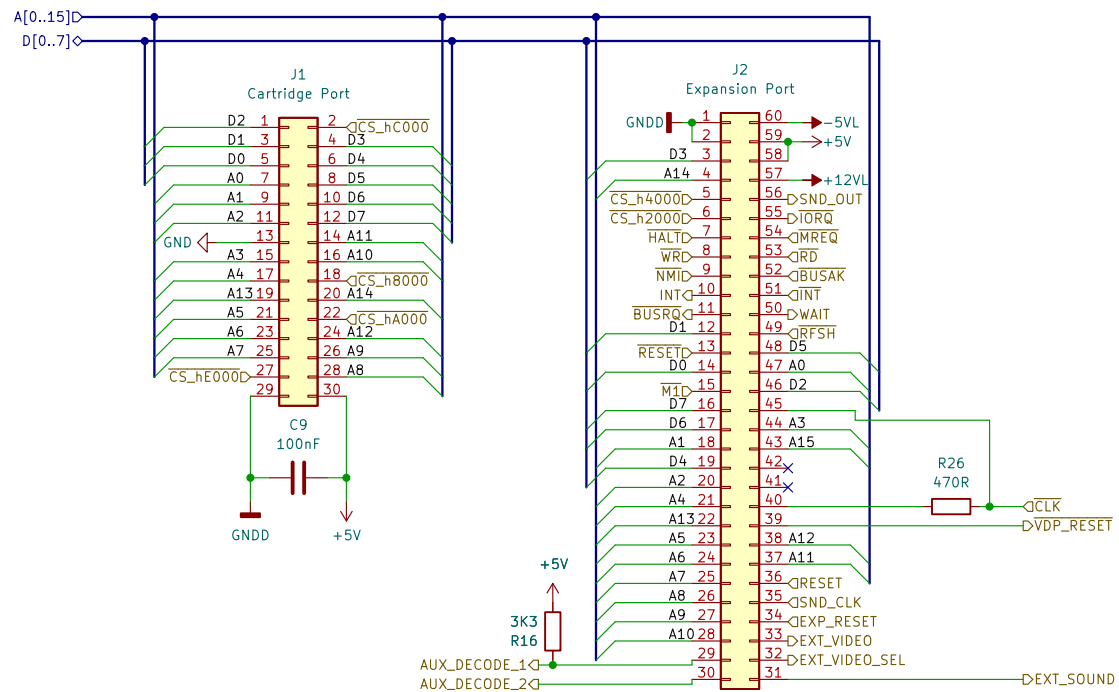 A[0..15]
D[0..7]
J1
Cartridge Port
D2 1 2 CS_hC000
D1 3 4 D3
D0 5 6 D4
A0 7 8 D5
A1 9 10 D6
A2 11 12 D7
GND 13 14 A11
A3 15 16 A10
A4 17 18 CS_h8000
A13 19 20 A14
A5 21 22 CS_hA000
A6 23 24 A12
A7 25 26 A9
CS_hE000 27 28 A8
29 30
C9
100nF
GNDD
+5V
J2
Expansion Port
GNDD 1 60 -5VL
2 59 +5V
D3 3 58
A14 4 57 +12VL
CS_h4000 5 56 SND_OUT
CS_h2000 6 55 IORQ
HALT 7 54 MREQ
WR 8 53 RD
NMI 9 52 BUSAK
INT 10 51 INT
BUSRQ 11 50 WAIT
D1 12 49 RFSH
RESET 13 48 D5
D0 14 47 A0
M1 15 46 D2
D7 16 45
D6 17 44 A3
A1 18 43 A15
D4 19 42
A2 20 41
A4 21 40
R26
470R
CLK
A13 22 39 VDP_RESET
A5 23 38 A12
A6 24 37 A11
A7 25 36 RESET
A8 26 35 SND_CLK
A9 27 34 EXP_RESET
A10 28 33 EXT_VIDEO
29 32 EXT_VIDEO_SEL
30 31 EXT_SOUND
+5V
3K3
R16
AUX_DECODE_1
AUX_DECODE_2